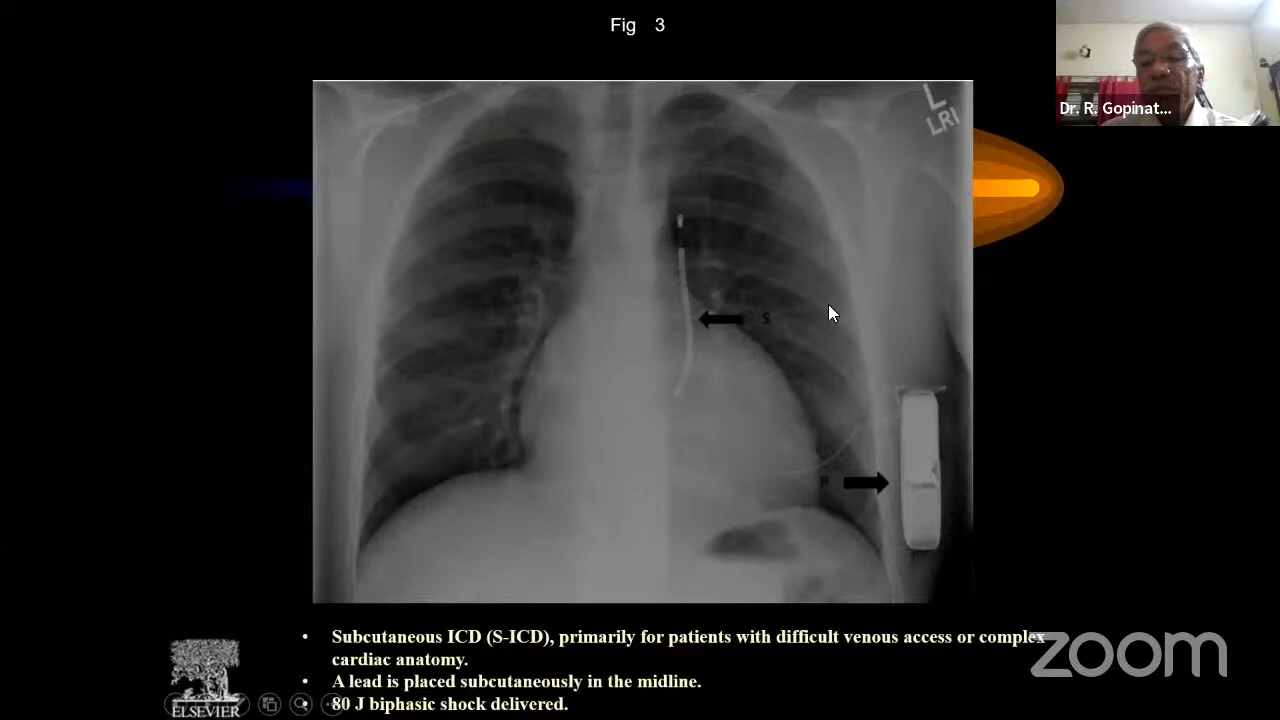 Fig 3
Dr. R. Gopinat...
L
LRI
S
P
• Subcutaneous ICD (S-ICD), primarily for patients with difficult venous access or complex
cardiac anatomy.
• A lead is placed subcutaneously in the midline.
• 80 J biphasic shock delivered.
zoom
ELSEVIER